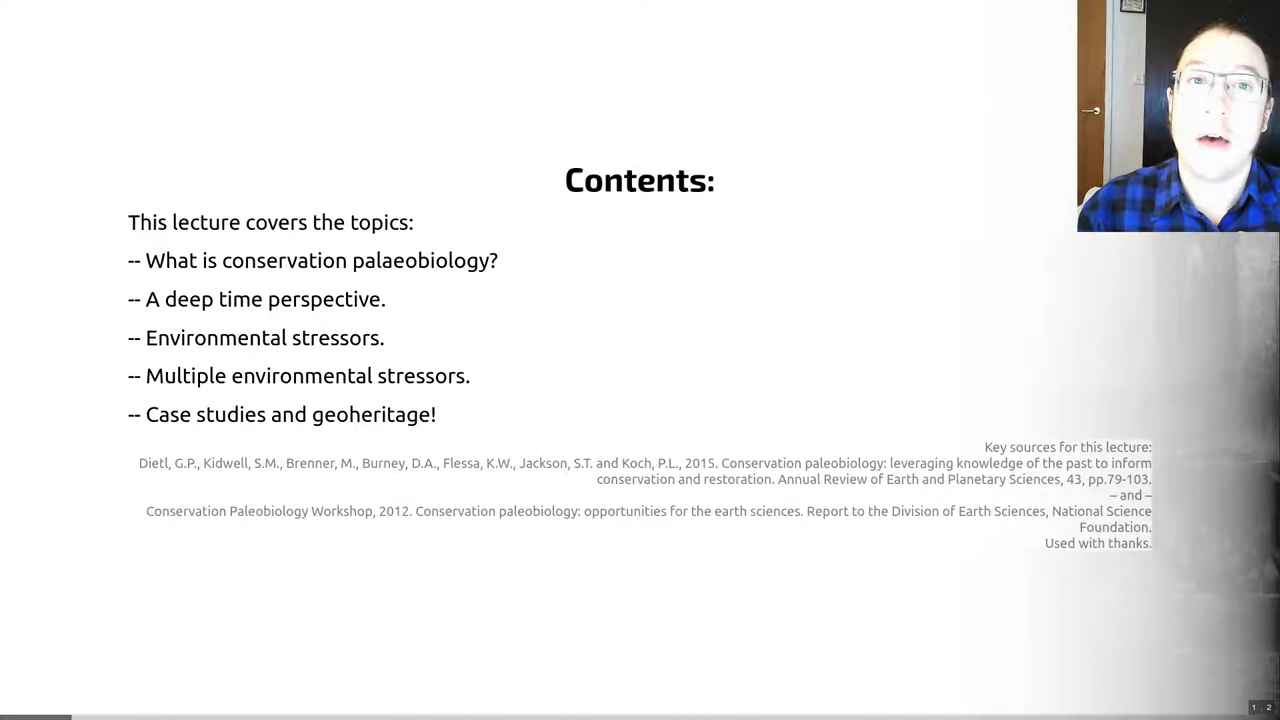 Contents:
This lecture covers the topics:
-- What is conservation palaeobiology?
-- A deep time perspective.
-- Environmental stressors.
-- Multiple environmental stressors.
-- Case studies and geoheritage!
Key sources for this lecture:
Dietl, G.P., Kidwell, S.M., Brenner, M., Burney, D.A., Flessa, K.W., Jackson, S.T. and Koch, P.L., 2015. Conservation paleobiology: leveraging knowledge of the past to inform
conservation and restoration. Annual Review of Earth and Planetary Sciences, 43, pp.79-103.
– and –
Conservation Paleobiology Workshop, 2012. Conservation paleobiology: opportunities for the earth sciences. Report to the Division of Earth Sciences, National Science
Foundation.
Used with thanks.
1 . 2